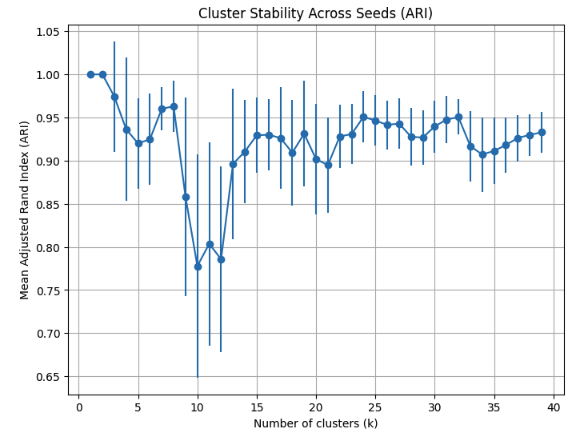 Cluster Stability Across Seeds (ARI)
Mean Adjusted Rand Index (ARI)
1.05
1.00
0.95
0.90
0.85
0.80
0.75
0.70
0.65
0 5 10 15 20 25 30 35 40
Number of clusters (k)